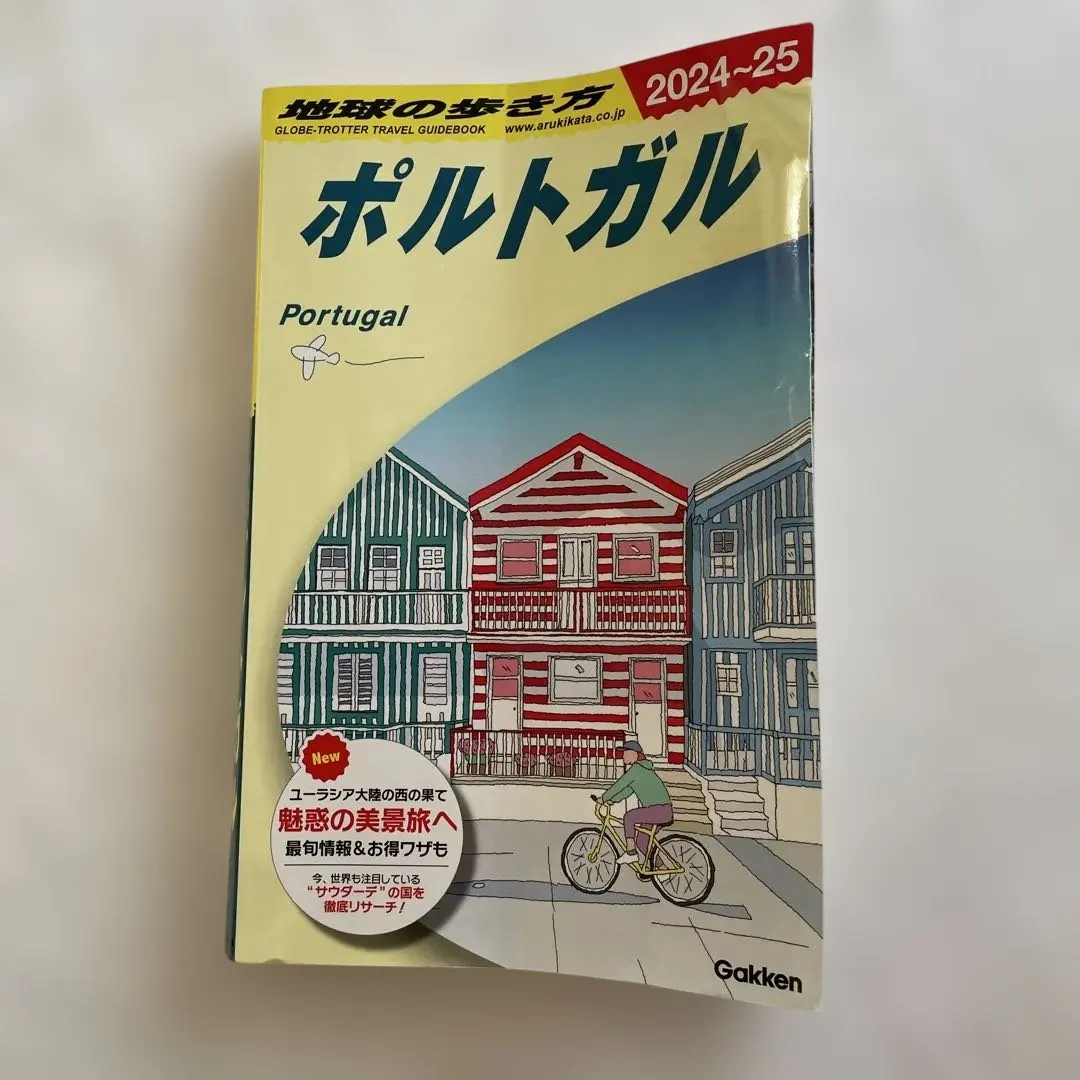 地球の歩き方
2024~25
GLOBE-TROTTER TRAVEL GUIDEBOOK www.arukikata.co.jp
ポルトガル
Portugal
New
ユーラシア大陸の西の果て
魅惑の美景旅へ
最旬情報&お得ワザも
今、世界も注目している
"サウダーデ"の国を
徹底リサーチ!
Gakken